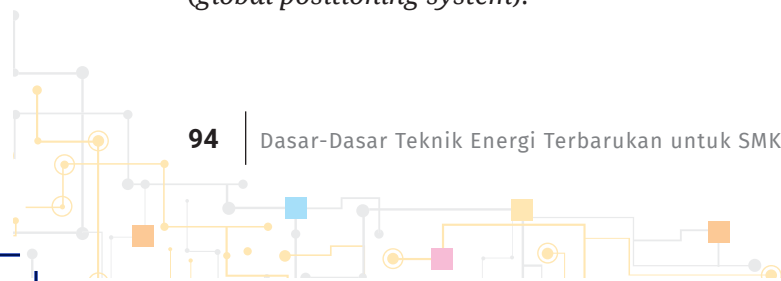 (global positioning system).
94 Dasar-Dasar Teknik Energi Terbarukan untuk SMK